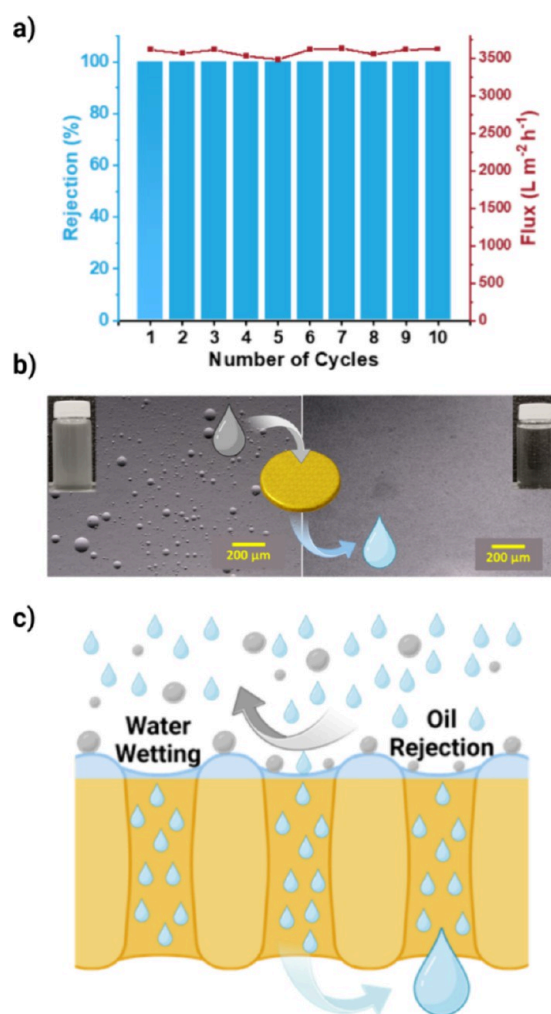 a)
100
80
60
40
20
0
Rejection (%)
3500
3000
2500
2000
1500
1000
500
0
Flux (L m⁻² h⁻¹)
1 2 3 4 5 6 7 8 9 10
Number of Cycles
b)
200 µm
200 µm
c)
Water
Wetting
Oil
Rejection